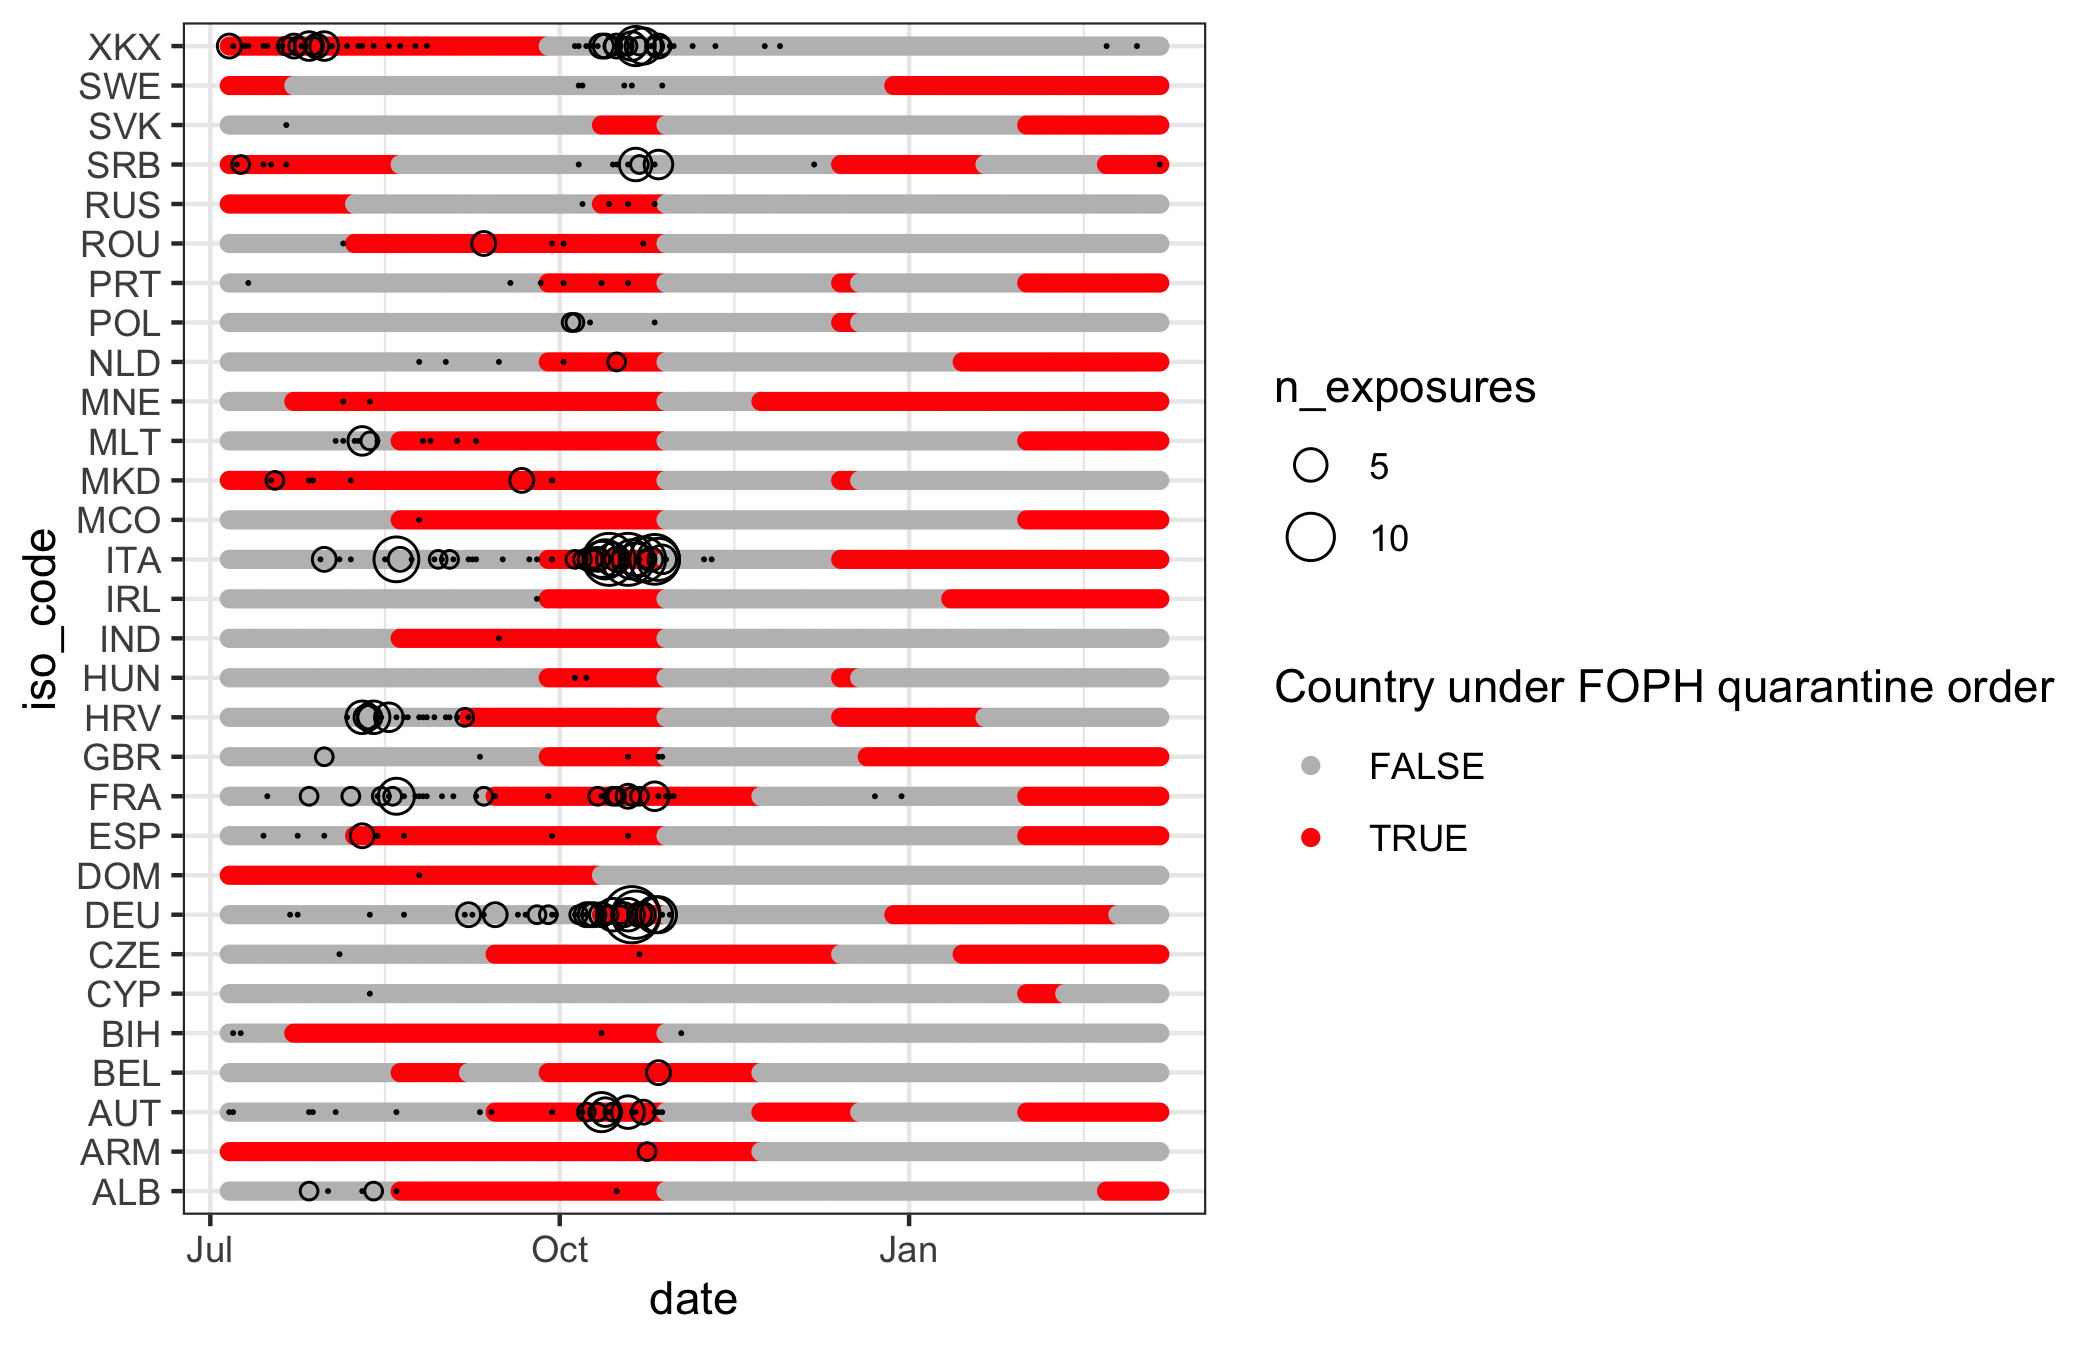 XKX
SWE
SVK
SRB
RUS
ROU
PRT
POL
NLD
MNE
MLT
MKD
MCO
ITA
IRL
IND
HUN
HRV
GBR
FRA
ESP
DOM
DEU
CZE
CYP
BIH
BEL
AUT
ARM
ALB
iso_code
Jul Oct Jan
date
n_exposures
5
10
Country under FOPH quarantine order
FALSE
TRUE